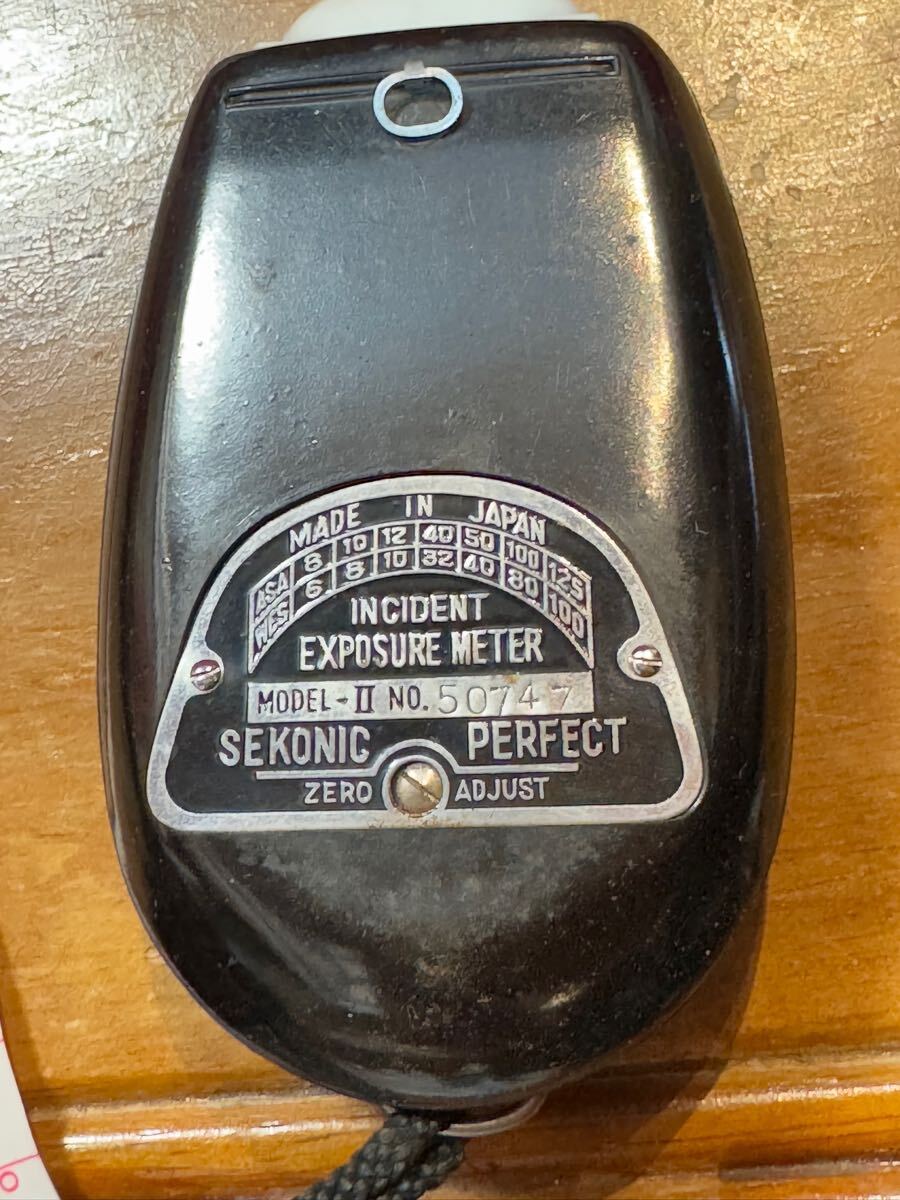 MADE IN JAPAN
ASA 8 10 12 40 50 100 125
WES 6 8 10 32 40 80 100
INCIDENT
EXPOSURE METER
MODEL-II NO. 50747
SEKONIC PERFECT
ZERO ADJUST